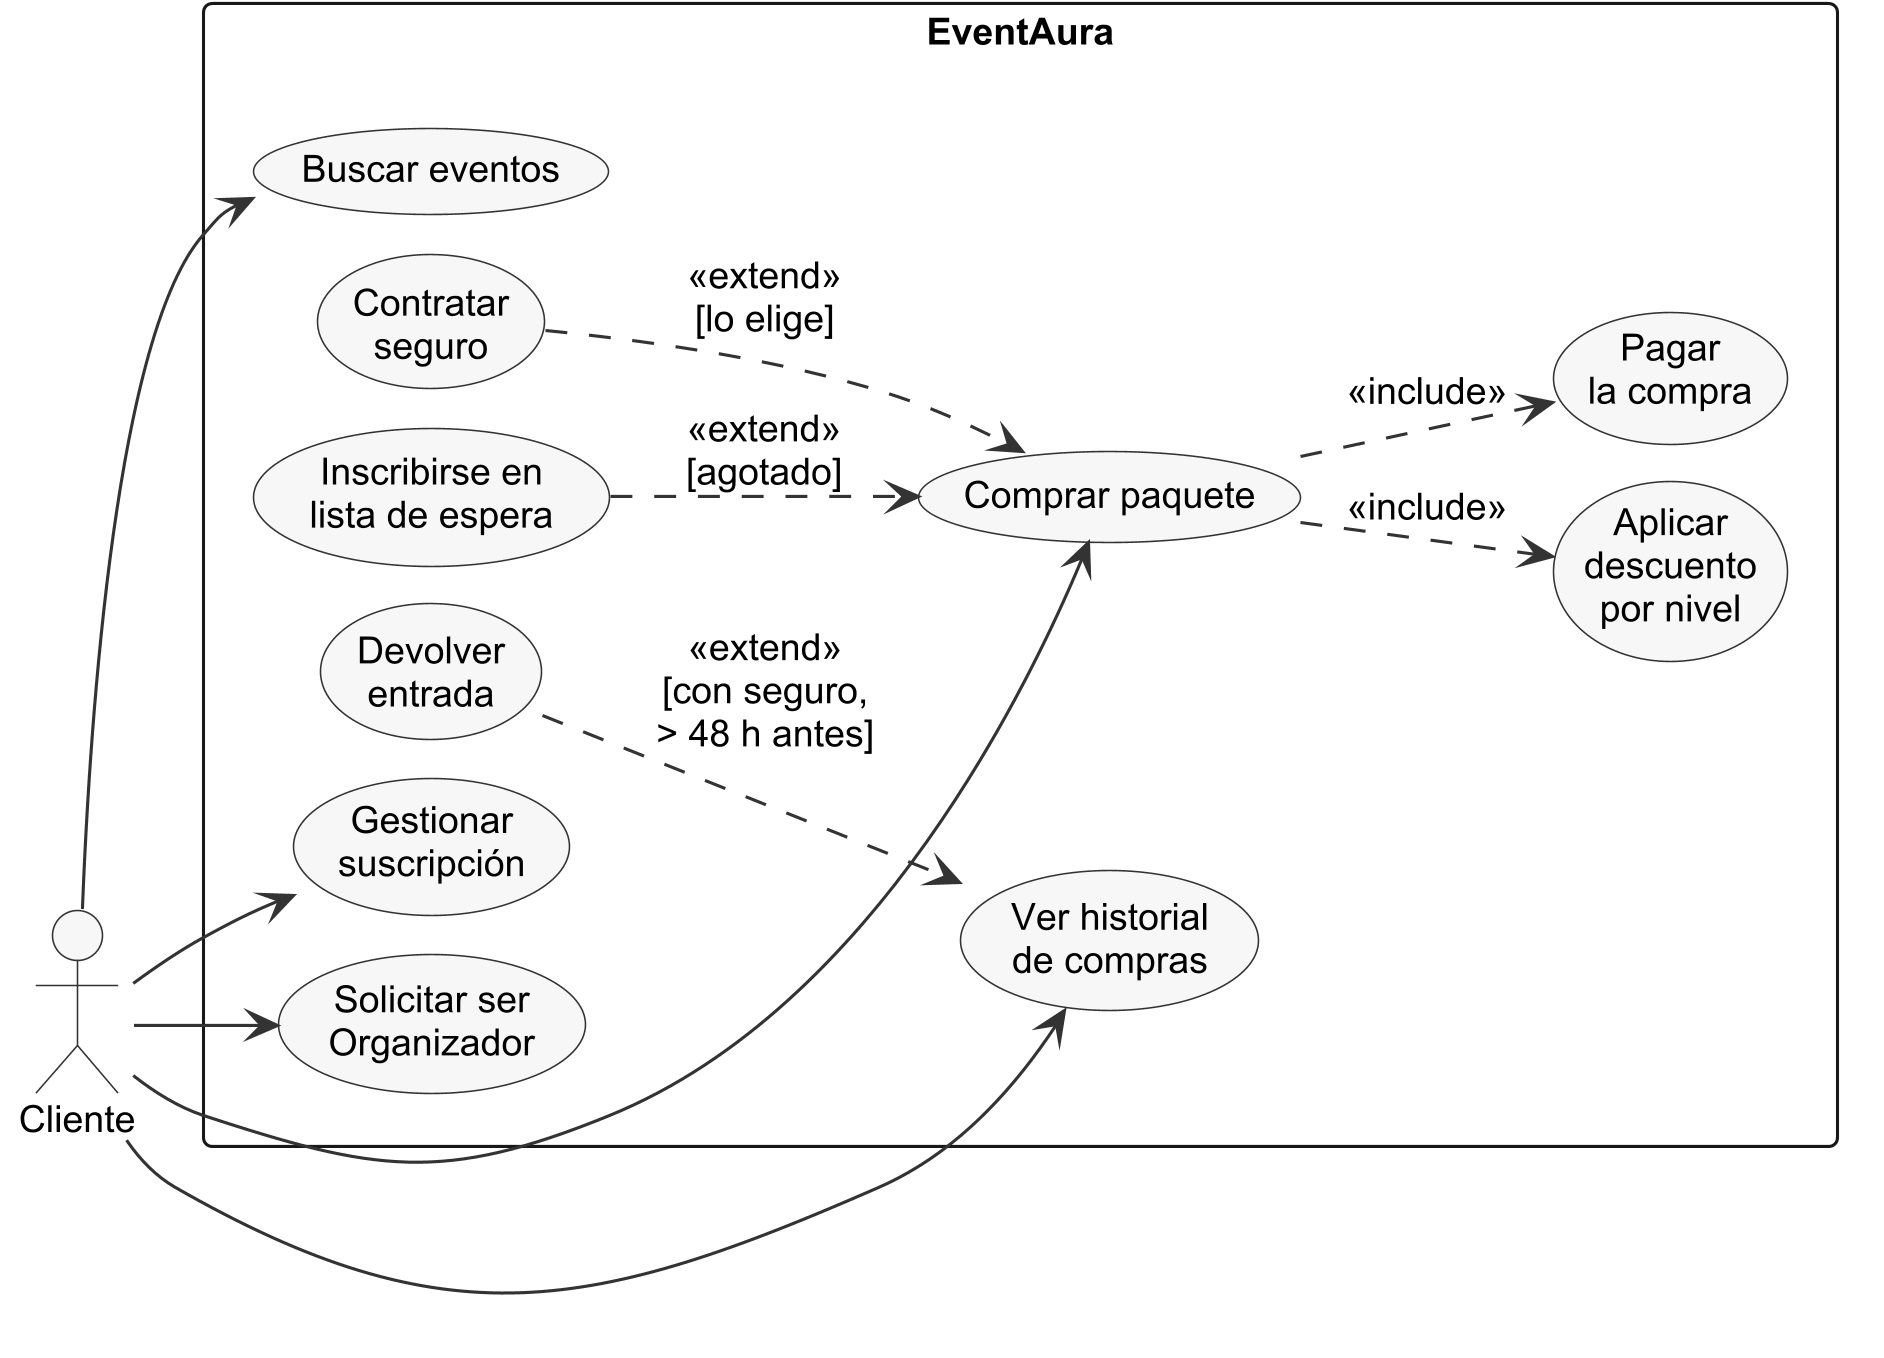 EventAura
Buscar eventos
Contratar
seguro
«extend»
[lo elige]
Inscribirse en
lista de espera
«extend»
[agotado]
Comprar paquete
«include»
Pagar
la compra
«include»
Aplicar
descuento
por nivel
Devolver
entrada
«extend»
[con seguro,
> 48 h antes]
Gestionar
suscripción
Ver historial
de compras
Solicitar ser
Organizador
Cliente